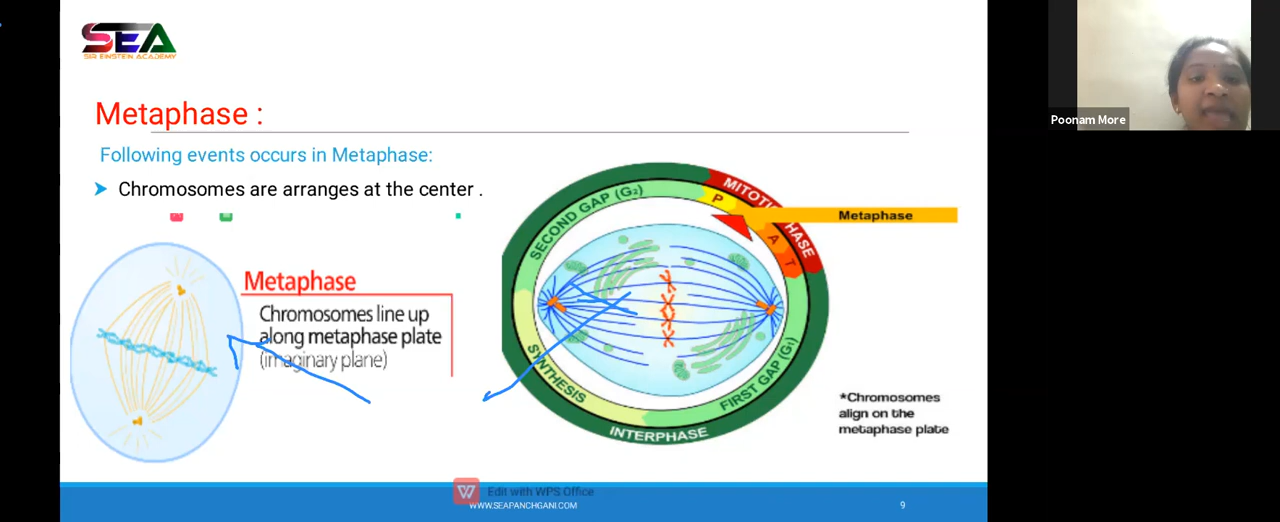 SEA
SIR EINSTEIN ACADEMY
Poonam More
Metaphase :
Following events occurs in Metaphase:
Chromosomes are arranges at the center .
Metaphase
Chromosomes line up
along metaphase plate
(imaginary plane)
SECOND GAP (G2)
MITOTIC PHASE
P
A
T
Metaphase
SYNTHESIS
FIRST GAP (G1)
INTERPHASE
*Chromosomes
align on the
metaphase plate
Edit with WPS Office
WWW.SEAPANCHGANI.COM
9